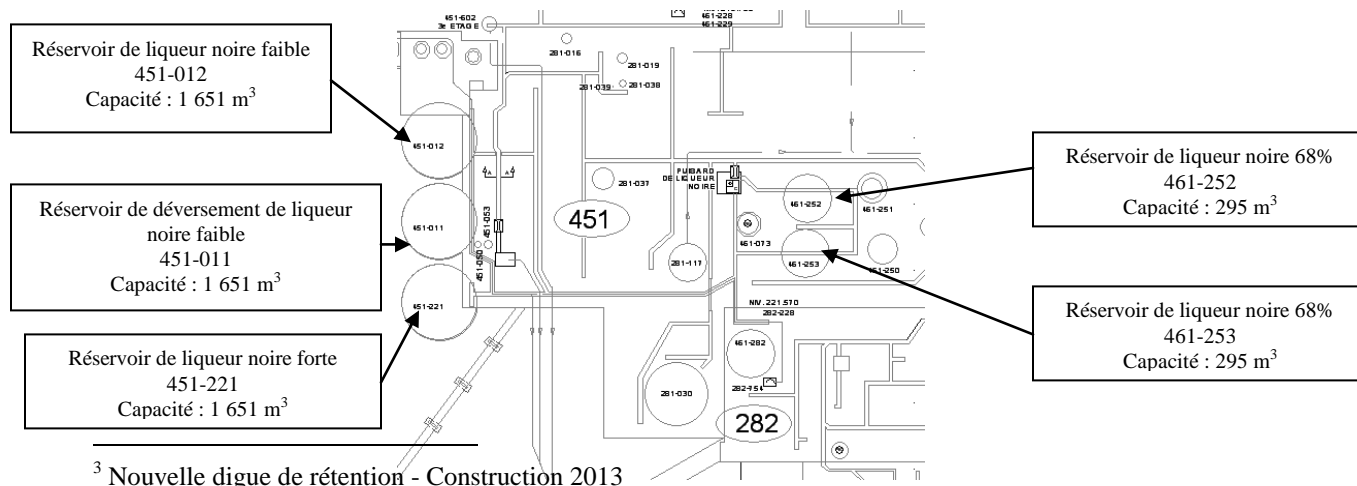 Réservoir de liqueur noire faible
451-012
Capacité : 1 651 m³
Réservoir de déversement de liqueur
noire faible
451-011
Capacité : 1 651 m³
Réservoir de liqueur noire forte
451-221
Capacité : 1 651 m³
451-602
3e ETAGE
281-016
281-019
281-039
281-038
461-228
461-229
451-012
451-011
451-221
451-053
451-050
A
A
281-037
451
PUISARD
DE LIQUEUR
NOIRE
461-252
461-251
461-073
461-253
461-250
281-117
NIV. 221.570
282-228
461-282
282-754
281-030
282
Réservoir de liqueur noire 68%
461-252
Capacité : 295 m³
Réservoir de liqueur noire 68%
461-253
Capacité : 295 m³
³ Nouvelle digue de rétention - Construction 2013